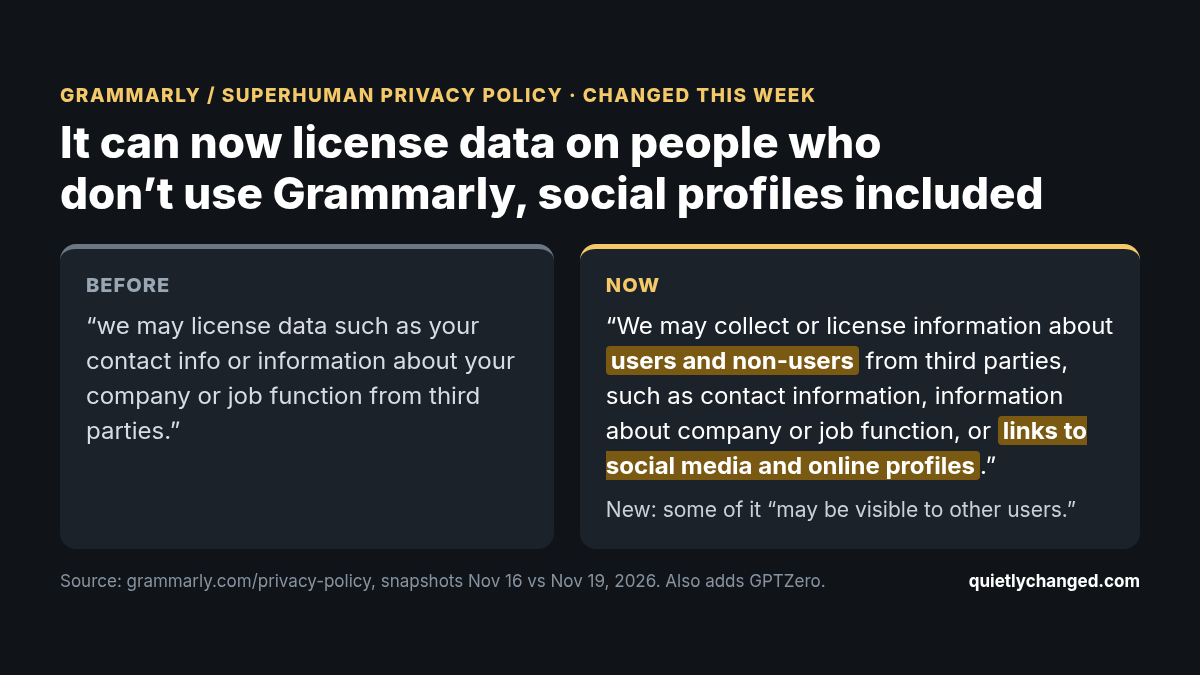 GRAMMARLY / SUPERHUMAN PRIVACY POLICY · CHANGED THIS WEEK
It can now license data on people who
don’t use Grammarly, social profiles included
BEFORE
“we may license data such as your
contact info or information about your
company or job function from third
parties.”
NOW
“We may collect or license information about
users and non-users from third parties,
such as contact information, information
about company or job function, or links to
social media and online profiles.”
New: some of it “may be visible to other users.”
Source: grammarly.com/privacy-policy, snapshots Nov 16 vs Nov 19, 2026. Also adds GPTZero.
quietlychanged.com